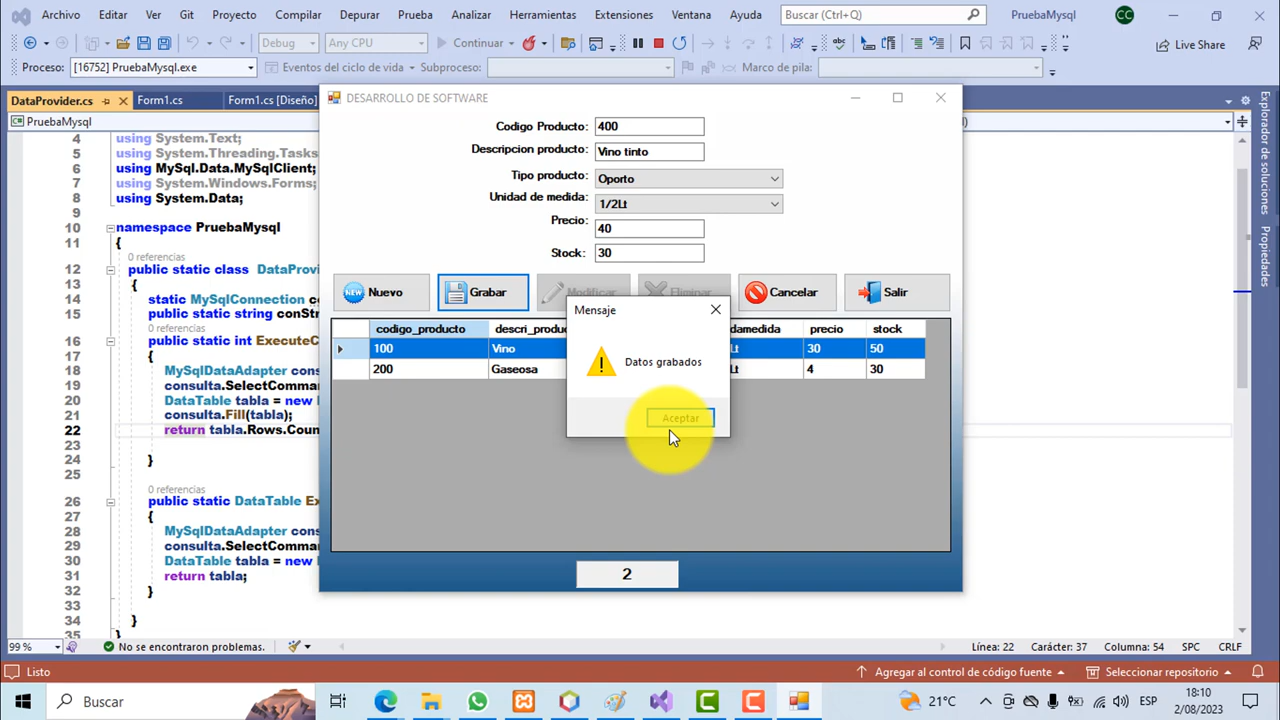 Archivo Editar Ver Git Proyecto Compilar Depurar Prueba Analizar Herramientas Extensiones Ventana Ayuda Buscar (Ctrl+Q) PruebaMysql CC
Debug Any CPU Continuar Live Share
Proceso: [16752] PruebaMysql.exe Eventos del ciclo de vida Subproceso: Marco de pila:
DataProvider.cs Form1.cs Form1.cs [Diseño]
PruebaMysql
Explorador de soluciones
Propiedades
4 using System.Text;
5 using System.Threading.Tasks
6 using MySql.Data.MySqlClient;
7 using System.Windows.Forms;
8 using System.Data;
9
10 namespace PruebaMysql
11 {
0 referencias
12 public static class DataProvi
13 {
14 static MySqlConnection co
15 public static string conStr
0 referencias
16 public static int ExecuteC
17 {
18 MySqlDataAdapter cons
19 consulta.SelectComma
20 DataTable tabla = new
21 consulta.Fill(tabla);
22 return tabla.Rows.Coun
23
24 }
25
0 referencias
26 public static DataTable Ex
27 {
28 MySqlDataAdapter cons
29 consulta.SelectComma
30 DataTable tabla = new
31 return tabla;
32 }
33
34 }
35 }
DESARROLLO DE SOFTWARE
Codigo Producto: 400
Descripcion producto: Vino tinto
Tipo producto: Oporto
Unidad de medida: 1/2Lt
Precio: 40
Stock: 30
NEW Nuevo Grabar Modificar Eliminar Cancelar Salir
codigo_producto descri_produ damedida precio stock
100 Vino Lt 30 50
200 Gaseosa Lt 4 30
Mensaje
Datos grabados
Aceptar
2
99 % No se encontraron problemas. Línea: 22 Carácter: 37 Columna: 54 SPC CRLF
Listo Agregar al control de código fuente Seleccionar repositorio
Buscar 21°C ESP 18:10
2/08/2023